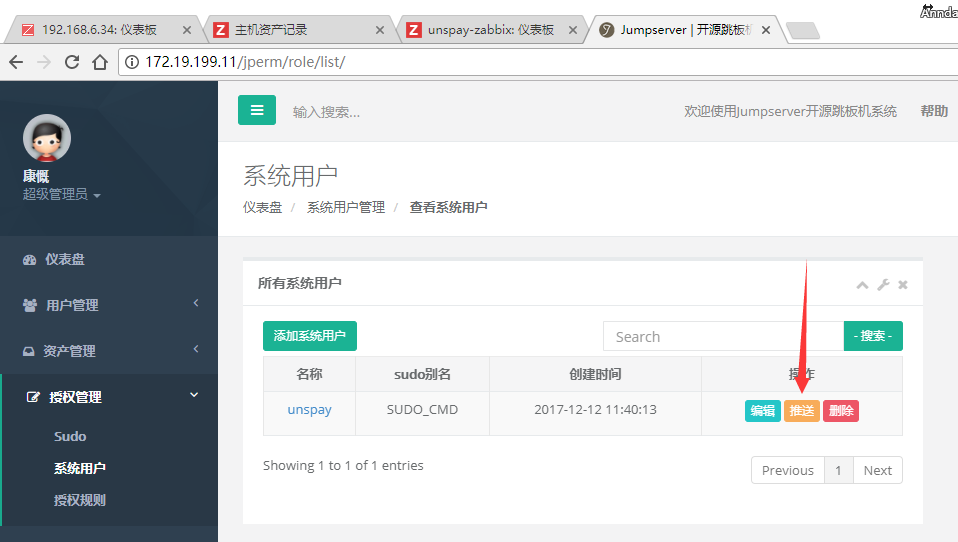 Annda
192.168.6.34: 仪表板
主机资产记录
unspay-zabbix: 仪表板
Jumpserver | 开源跳板机
172.19.199.11/jperm/role/list/
康慨
超级管理员
仪表盘
用户管理
资产管理
授权管理
Sudo
系统用户
授权规则
输入搜索...
欢迎使用Jumpserver开源跳板机系统 帮助
系统用户
仪表盘 / 系统用户管理 / 查看系统用户
所有系统用户
添加系统用户 Search - 搜索 -
名称 sudo别名 创建时间 操作
unspay SUDO_CMD 2017-12-12 11:40:13 编辑 推送 删除
Showing 1 to 1 of 1 entries Previous 1 Next